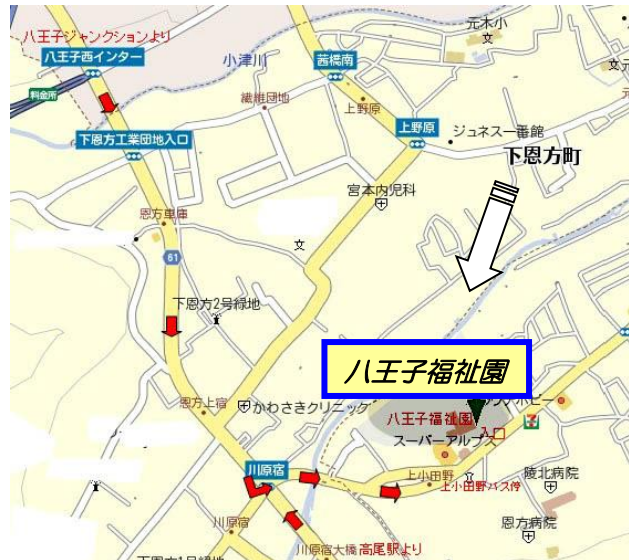 八王子ジャンクションより
八王子西インター
料金所
小津川
茜橋南
元木小
文
繊維団地
上野原
上野原
ジュネス一番館
下恩方工業団地入口
下恩方町
宮本内科
恩方車庫
文
61
下恩方2号緑地
八王子福祉園
恩方上宿
かわさきクリニック
八王子福祉園
入口
スーパーアルプス
川原宿
上小田野
上小田野バス停
陵北病院
川原宿
恩方病院
川原宿大橋
高尾駅より